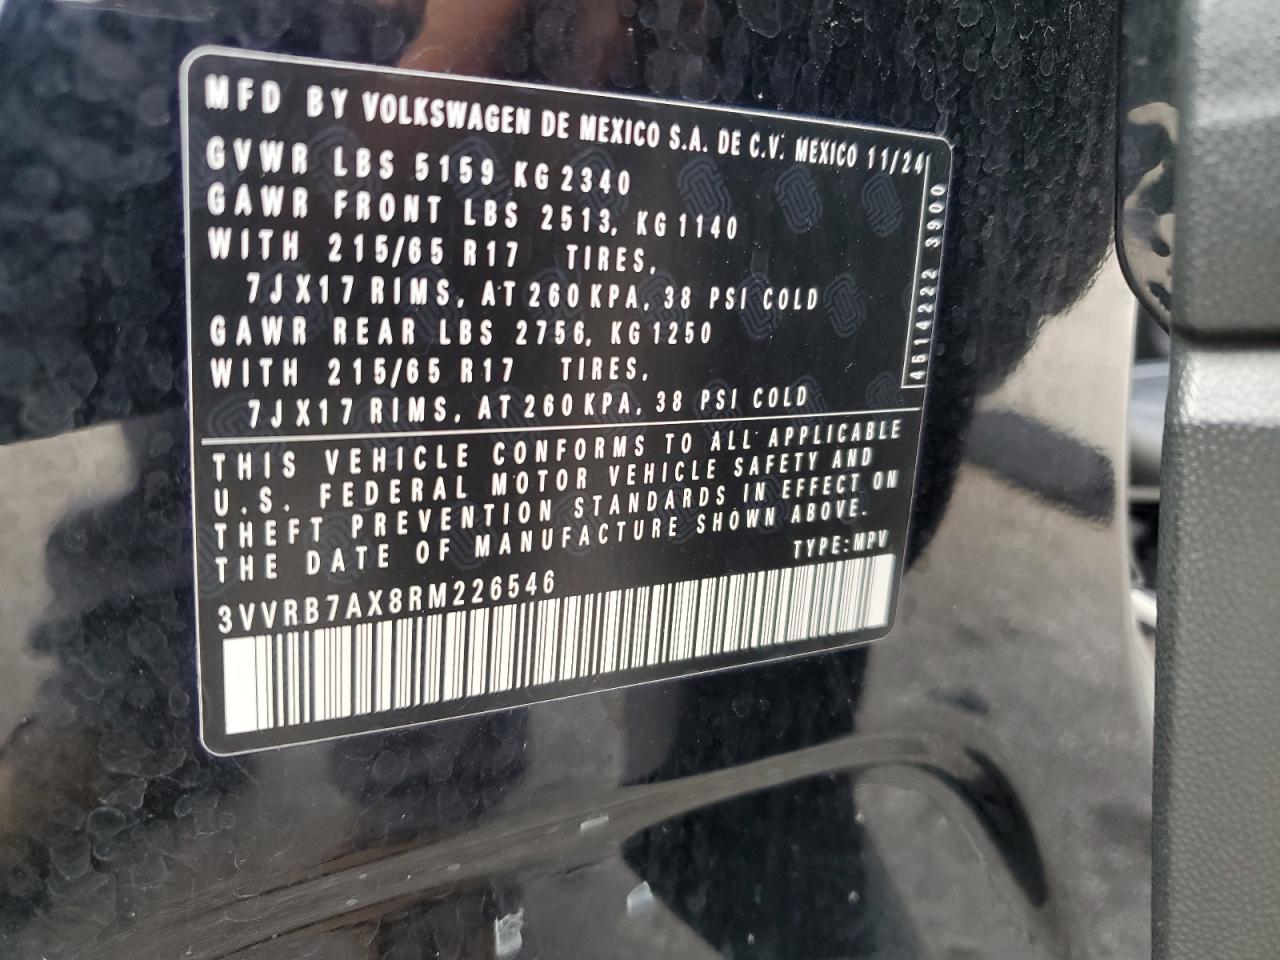 MFD BY VOLKSWAGEN DE MEXICO S.A. DE C.V. MEXICO 11/24
GVWR LBS 5159 KG 2340
GAWR FRONT LBS 2513, KG 1140
WITH 215/65 R17 TIRES,
7JX17 RIMS, AT 260 KPA, 38 PSI COLD
GAWR REAR LBS 2756, KG 1250
WITH 215/65 R17 TIRES,
7JX17 RIMS, AT 260 KPA, 38 PSI COLD
4514222 3900
THIS VEHICLE CONFORMS TO ALL APPLICABLE
U.S. FEDERAL MOTOR VEHICLE SAFETY AND
THEFT PREVENTION STANDARDS IN EFFECT ON
THE DATE OF MANUFACTURE SHOWN ABOVE.
TYPE:MPV
3VVRB7AX8RM226546